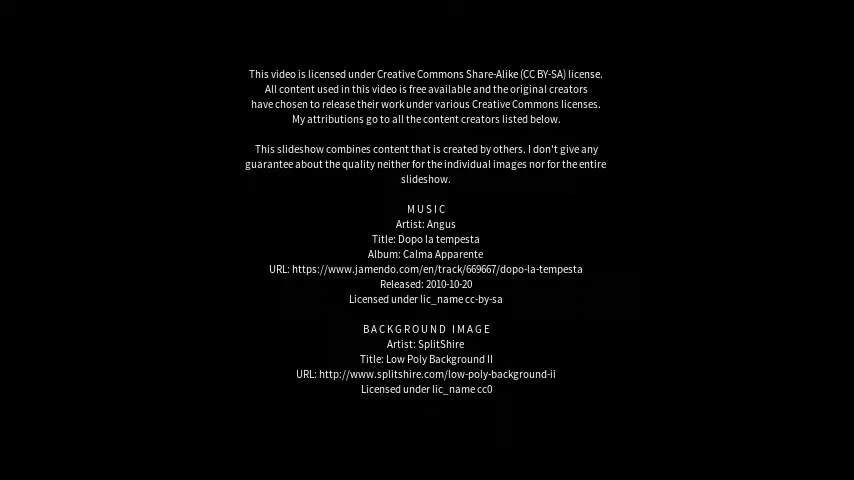 This video is licensed under Creative Commons Share-Alike (CC BY-SA) license.
All content used in this video is free available and the original creators
have chosen to release their work under various Creative Commons licenses.
My attributions go to all the content creators listed below.
This slideshow combines content that is created by others. I don't give any
guarantee about the quality neither for the individual images nor for the entire
slideshow.
MUSIC
Artist: Angus
Title: Dopo la tempesta
Album: Calma Apparente
URL: https://www.jamendo.com/en/track/669667/dopo-la-tempesta
Released: 2010-10-20
Licensed under lic_name cc-by-sa
BACKGROUND IMAGE
Artist: SplitShire
Title: Low Poly Background II
URL: http://www.splitshire.com/low-poly-background-ii
Licensed under lic_name cc0